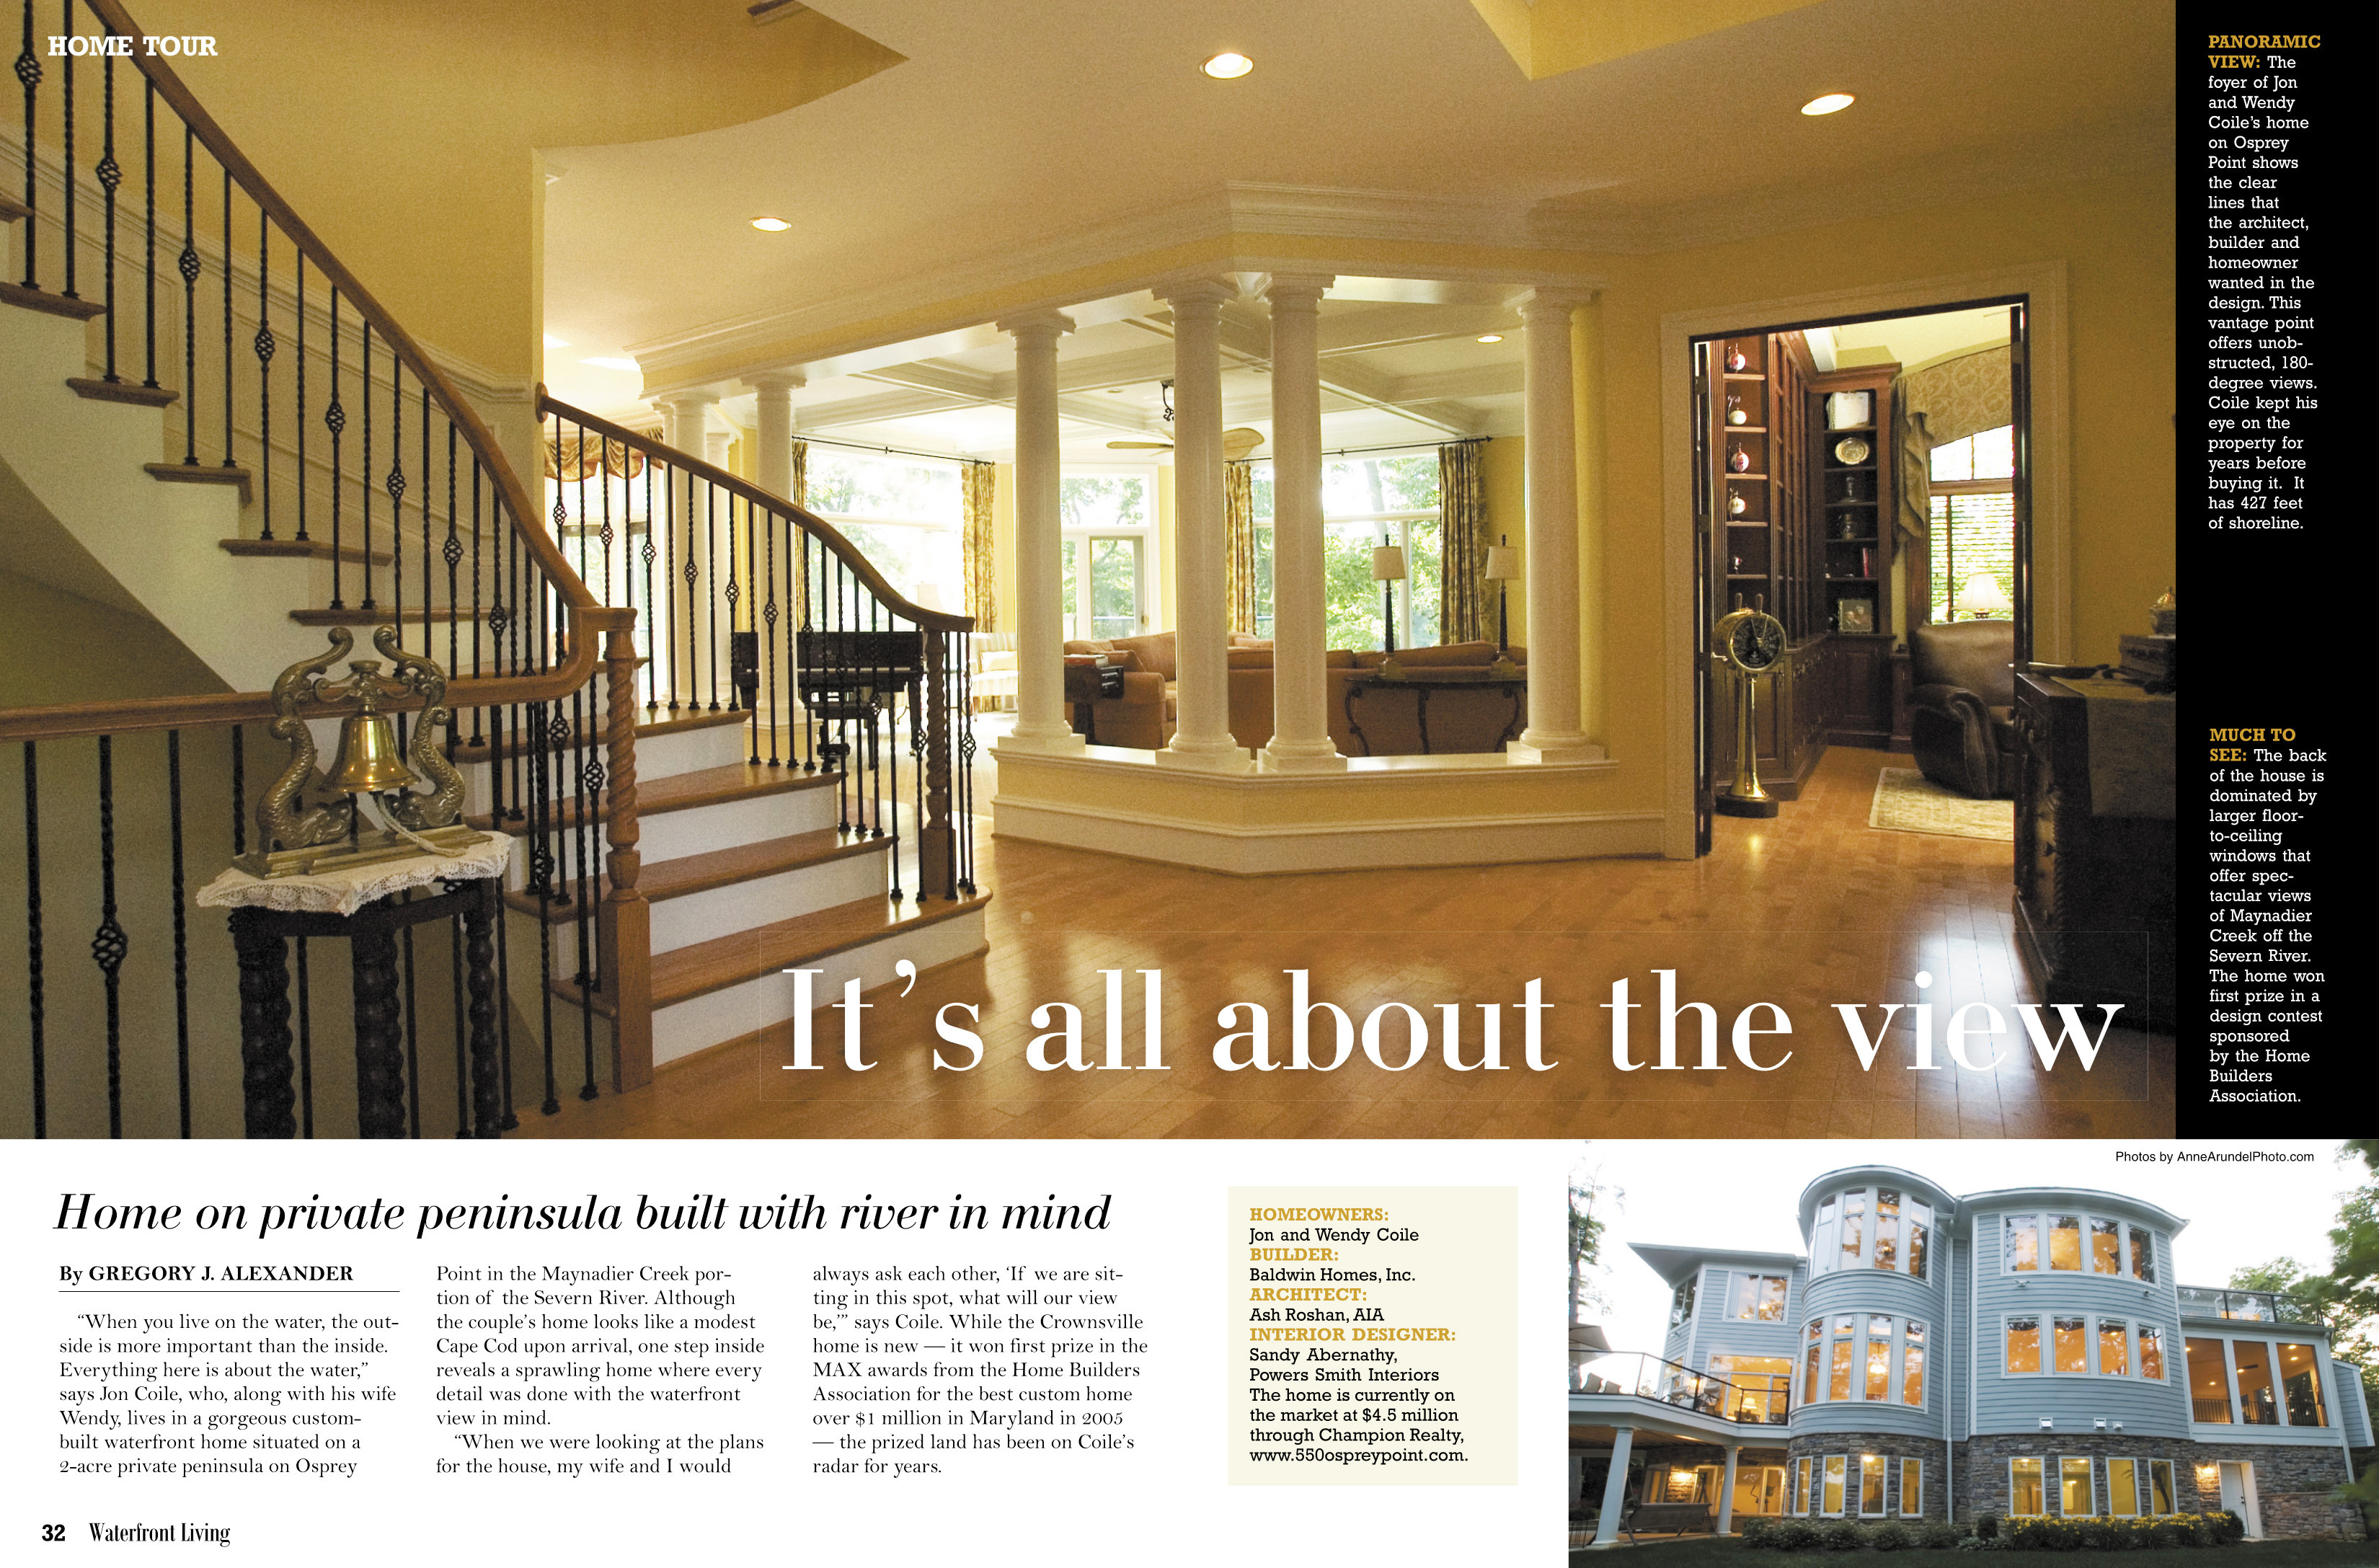 HOME TOUR
PANORAMIC
VIEW: The
foyer of Jon
and Wendy
Coile’s home
on Osprey
Point shows
the clear
lines that
the architect,
builder and
homeowner
wanted in the
design. This
vantage point
offers unob-
structed, 180-
degree views.
Coile kept his
eye on the
property for
years before
buying it.  It
has 427 feet
of shoreline.
MUCH TO
SEE: The back
of the house is
dominated by
larger floor-
to-ceiling
windows that
offer spec-
tacular views
of Maynadier
Creek off the
Severn River.
The home won
first prize in a
design contest
sponsored
by the Home
Builders
Association.
It’s all about the view
Photos by AnneArundelPhoto.com
Home on private peninsula built with river in mind
By GREGORY J. ALEXANDER
“When you live on the water, the out-
side is more important than the inside.
Everything here is about the water,”
says Jon Coile, who, along with his wife
Wendy, lives in a gorgeous custom-
built waterfront home situated on a
2-acre private peninsula on Osprey
Point in the Maynadier Creek por-
tion of the Severn River. Although
the couple’s home looks like a modest
Cape Cod upon arrival, one step inside
reveals a sprawling home where every
detail was done with the waterfront
view in mind.
“When we were looking at the plans
for the house, my wife and I would
always ask each other, ‘If we are sit-
ting in this spot, what will our view
be,’” says Coile. While the Crownsville
home is new — it won first prize in the
MAX awards from the Home Builders
Association for the best custom home
over $1 million in Maryland in 2005
— the prized land has been on Coile’s
radar for years.
HOMEOWNERS:
Jon and Wendy Coile
BUILDER:
Baldwin Homes, Inc.
ARCHITECT:
Ash Roshan, AIA
INTERIOR DESIGNER:
Sandy Abernathy,
Powers Smith Interiors
The home is currently on
the market at $4.5 million
through Champion Realty,
www.550ospreypoint.com.
32 Waterfront Living